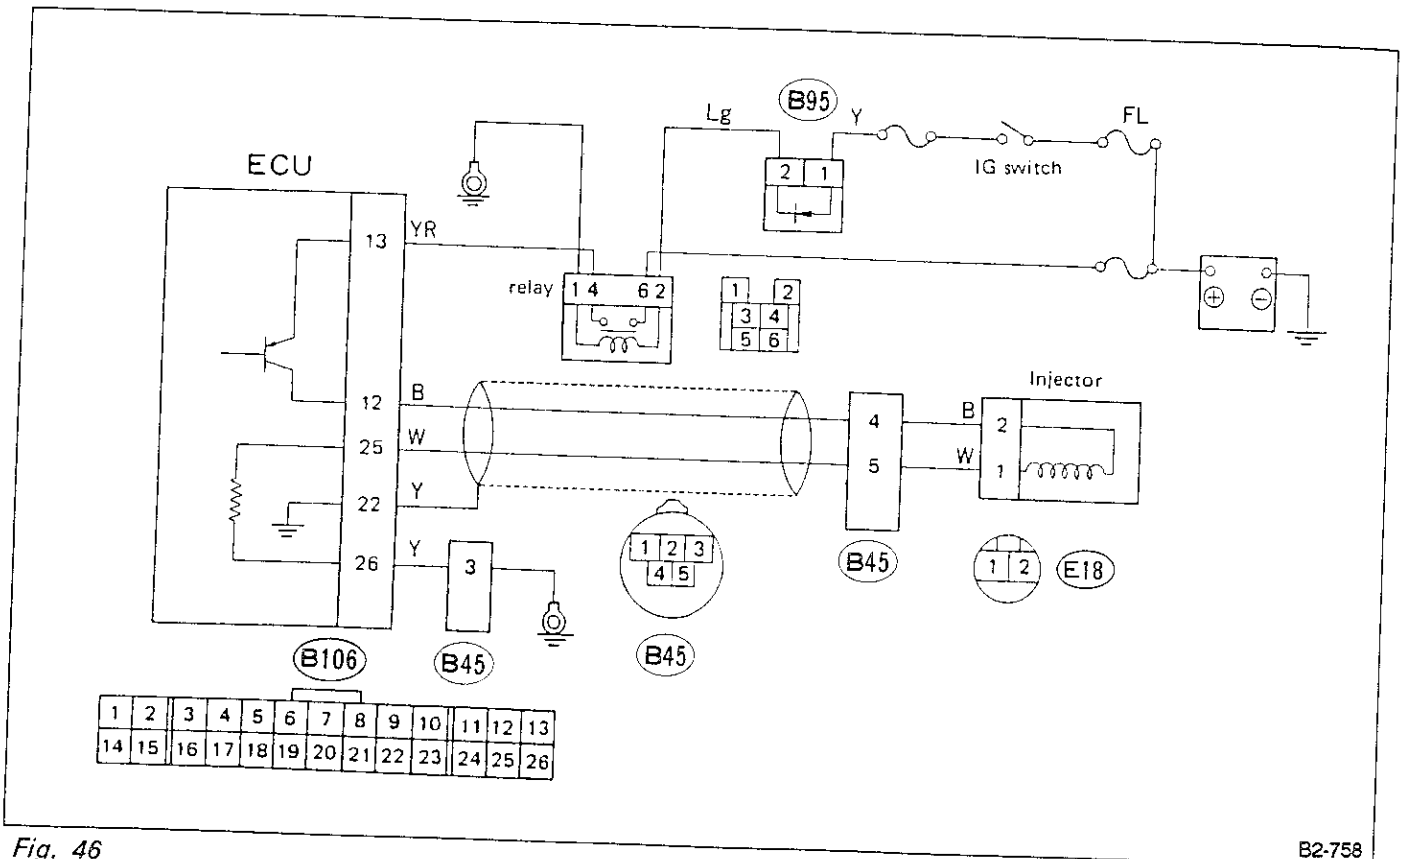 B95
Lg
Y
FL
IG switch
ECU
13
YR
2 1
relay
1 4 6 2
1 2
3 4
5 6
+ −
12
B
25
W
22
Y
26
Y
3
4
5
B
W
Injector
2
1
1 2 3
4 5
B45
1 2
E18
B106
B45
B45
1 2 3 4 5 6 7 8 9 10 11 12 13
14 15 16 17 18 19 20 21 22 23 24 25 26
Fig. 46
B2-758